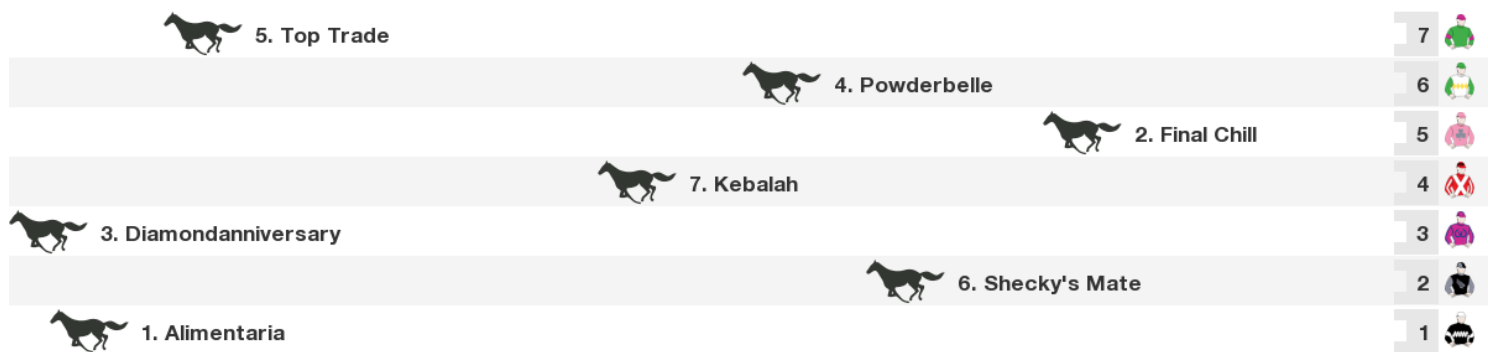 5. Top Trade 7
4. Powderbelle 6
2. Final Chill 5
7. Kebalah 4
3. Diamondanniversary 3
6. Shecky's Mate 2
1. Alimentaria 1